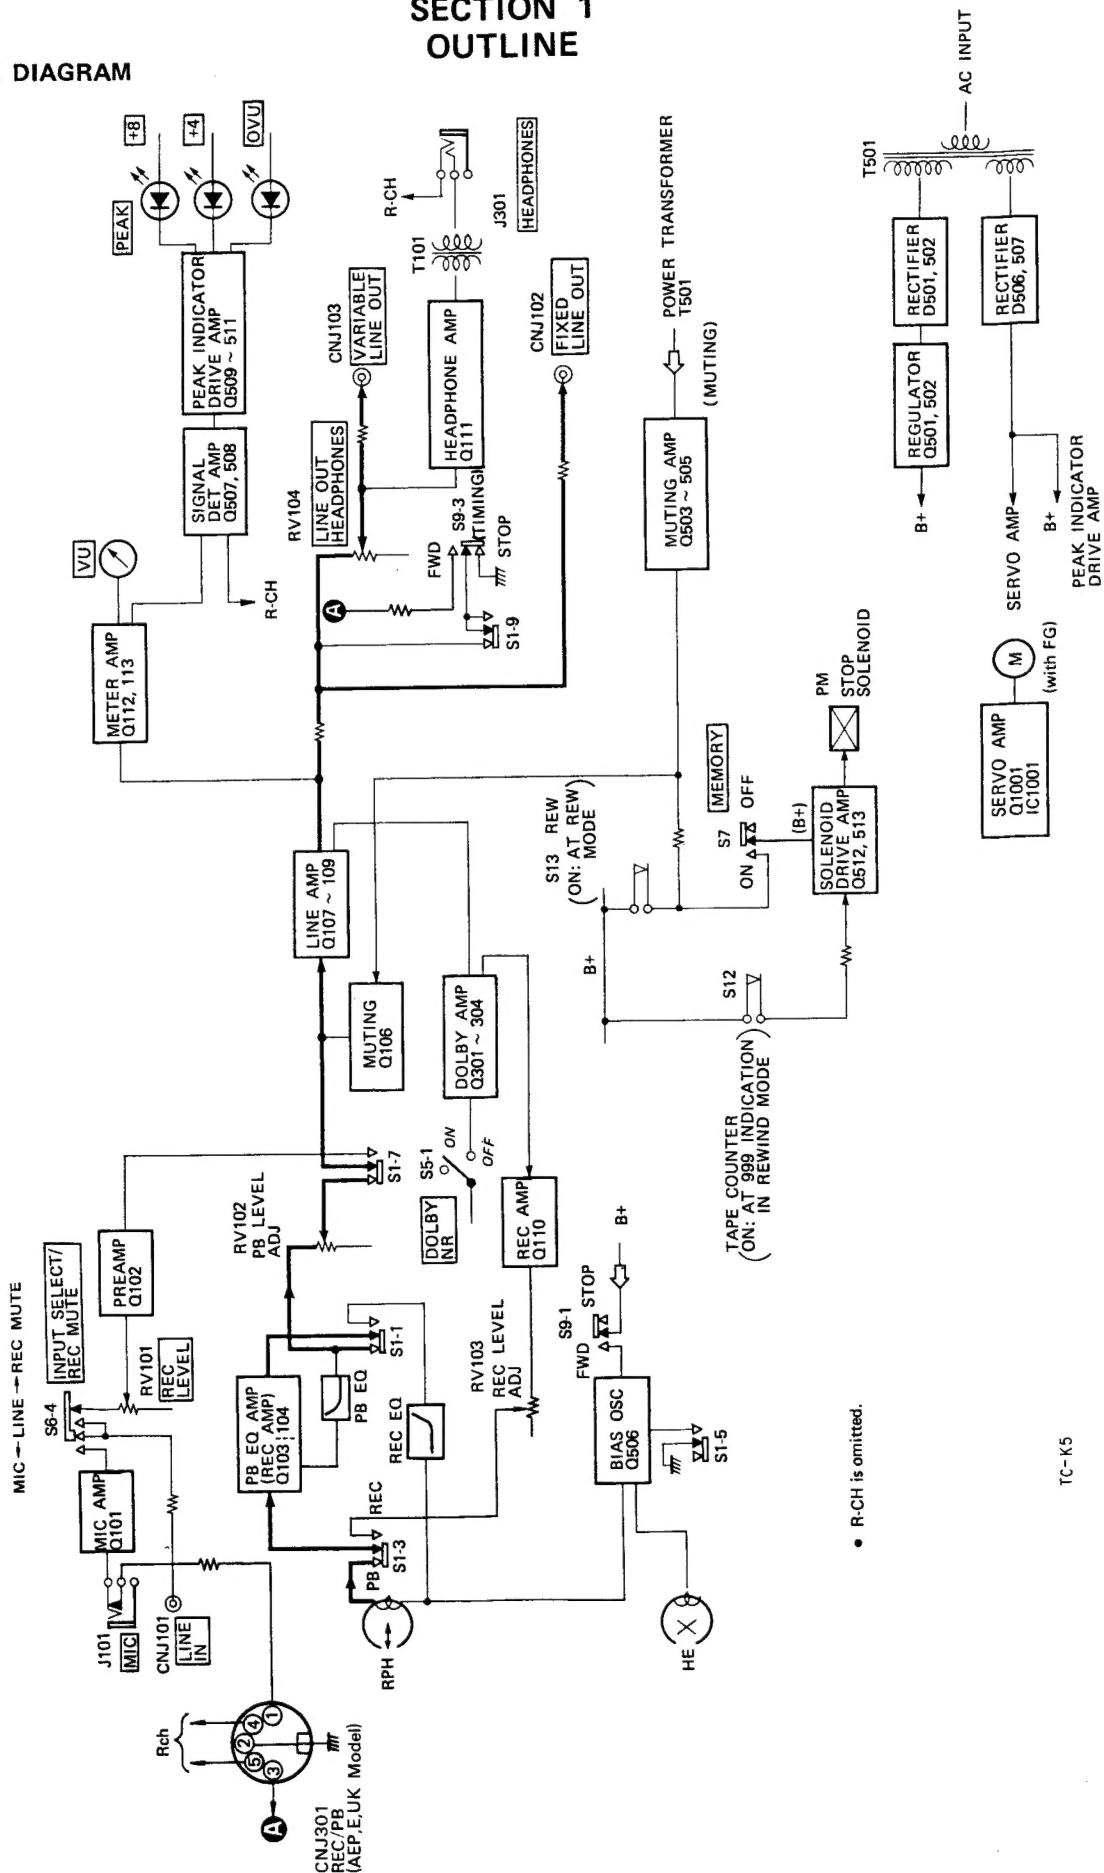 SECTION 1
OUTLINE
DIAGRAM
MIC ↔ LINE → REC MUTE
J101
MIC
CNJ101
LINE
IN
MIC AMP
Q101
S6-4
INPUT SELECT/
REC MUTE
RV101
REC
LEVEL
PREAMP
Q102
Rch
1
2
3
4
5
A
CNJ301
REC/PB
(AEP,E,UK Model)
RPH
PB
REC
S1-3
PB EQ AMP
(REC AMP)
Q103, 104
PB EQ
REC EQ
S1-1
RV102
PB LEVEL
ADJ
S1-7
MUTING
Q106
LINE AMP
Q107 ~ 109
DOLBY
NR
S5-1
ON
OFF
DOLBY AMP
Q301 ~ 304
REC AMP
Q110
RV103
REC LEVEL
ADJ
HE
BIAS OSC
Q506
S1-5
S9-1
FWD
STOP
B+
METER AMP
Q112, 113
VU
R-CH
SIGNAL
DET AMP
Q507, 508
PEAK INDICATOR
DRIVE AMP
Q509 ~ 511
PEAK
+8
+4
OVU
RV104
LINE OUT
HEADPHONES
A
FWD
S9-3
(TIMING)
STOP
S1-9
CNJ103
VARIABLE
LINE OUT
HEADPHONE AMP
Q111
T101
R-CH
J301
HEADPHONES
CNJ102
FIXED
LINE OUT
MUTING AMP
Q503 ~ 505
(MUTING)
POWER TRANSFORMER
T501
S13 REW
(ON: AT REW
MODE)
B+
MEMORY
S7
ON
OFF
(B+)
S12
TAPE COUNTER
(ON: AT 999 INDICATION
IN REWIND MODE)
SOLENOID
DRIVE AMP
Q512, 513
PM
STOP
SOLENOID
SERVO AMP
Q1001
IC1001
M
(with FG)
AC INPUT
T501
RECTIFIER
D501, 502
REGULATOR
Q501, 502
B+
RECTIFIER
D506, 507
SERVO AMP
B+
PEAK INDICATOR
DRIVE AMP
• R-CH is omitted.
TC-K5